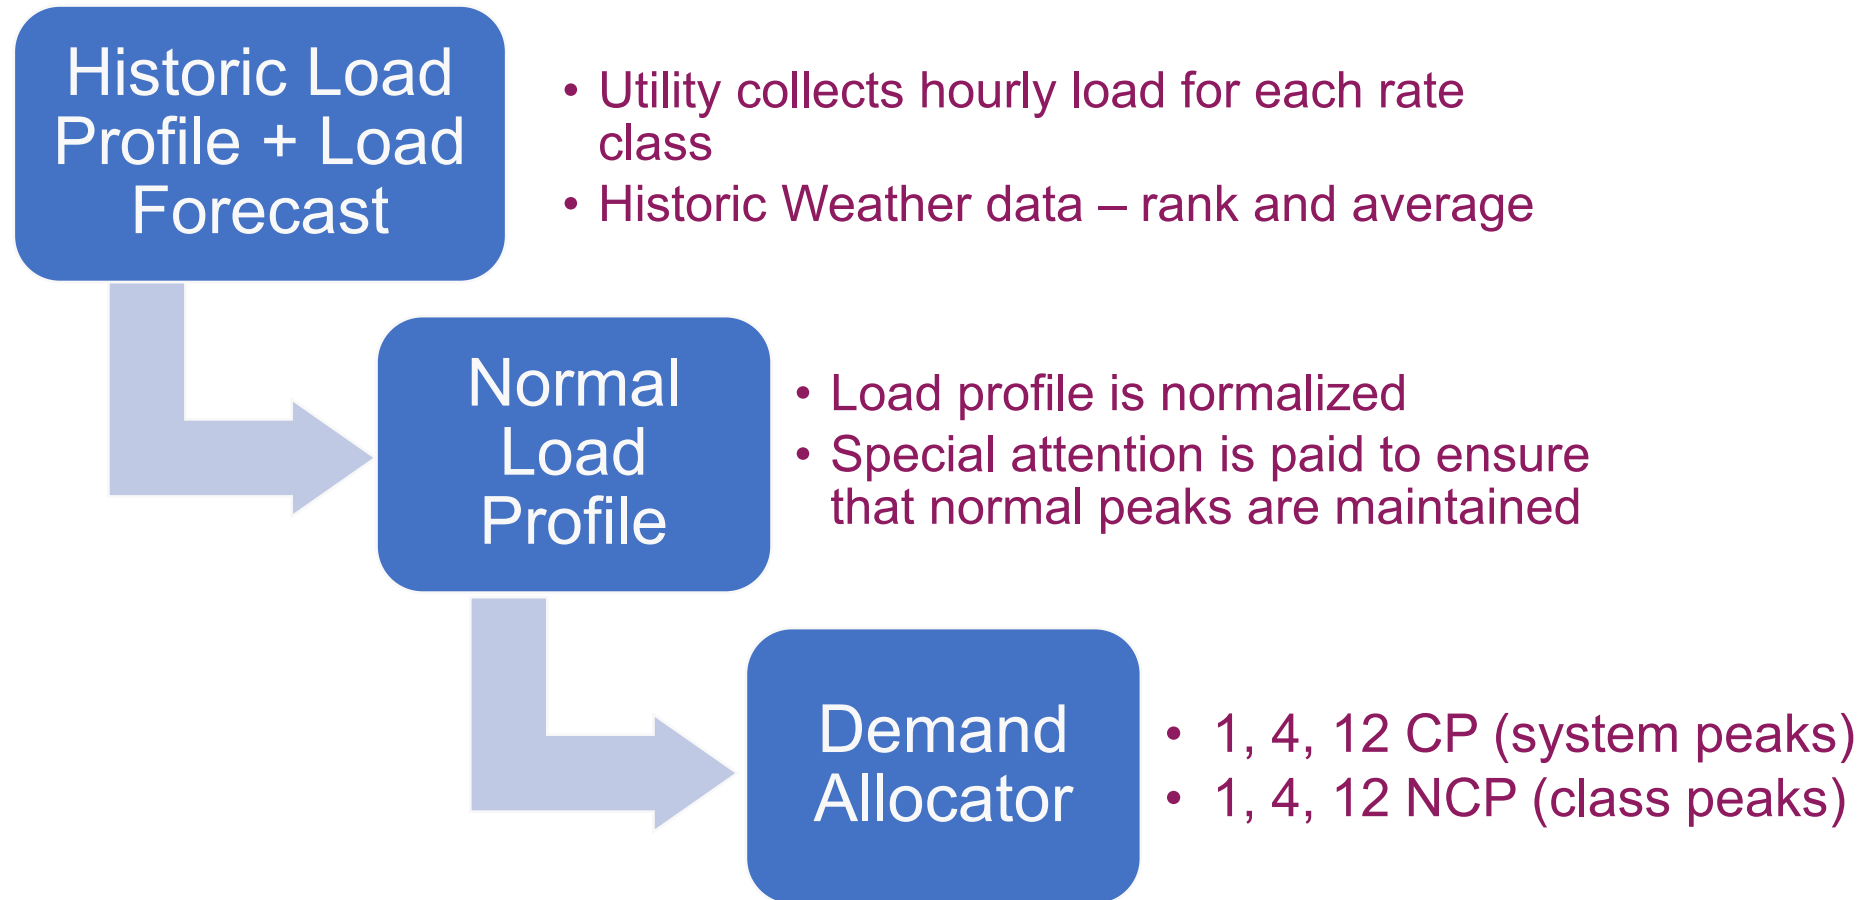 Historic Load
Profile + Load
Forecast
• Utility collects hourly load for each rate
class
• Historic Weather data – rank and average
Normal
Load
Profile
• Load profile is normalized
• Special attention is paid to ensure
that normal peaks are maintained
Demand
Allocator
• 1, 4, 12 CP (system peaks)
• 1, 4, 12 NCP (class peaks)